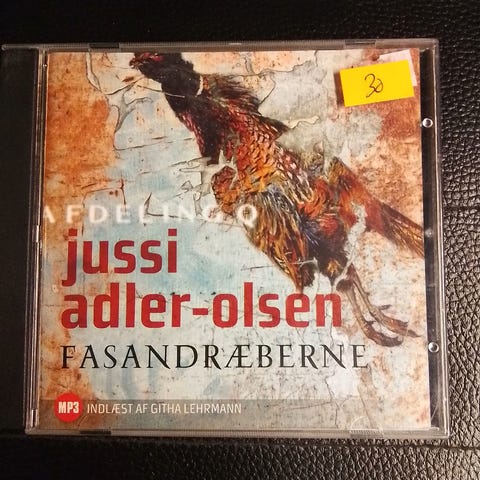 30
AFDELING Q
jussi
adler-olsen
FASANDRÆBERNE
MP3 INDLÆST AF GITHA LEHRMANN